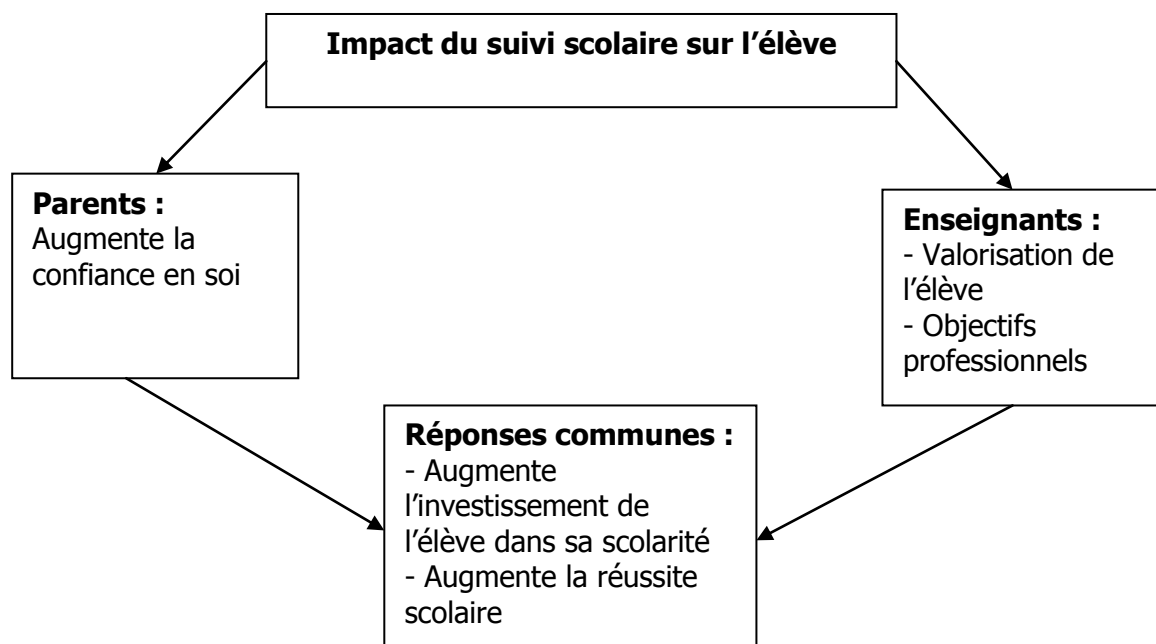 Impact du suivi scolaire sur l’élève
Parents :
Augmente la
confiance en soi
Enseignants :
- Valorisation de
l’élève
- Objectifs
professionnels
Réponses communes :
- Augmente
l’investissement de
l’élève dans sa scolarité
- Augmente la réussite
scolaire